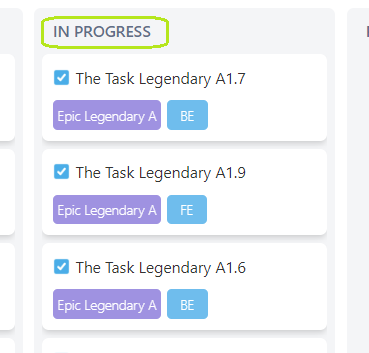 IN PROGRESS
The Task Legendary A1.7
Epic Legendary A BE
The Task Legendary A1.9
Epic Legendary A FE
The Task Legendary A1.6
Epic Legendary A BE